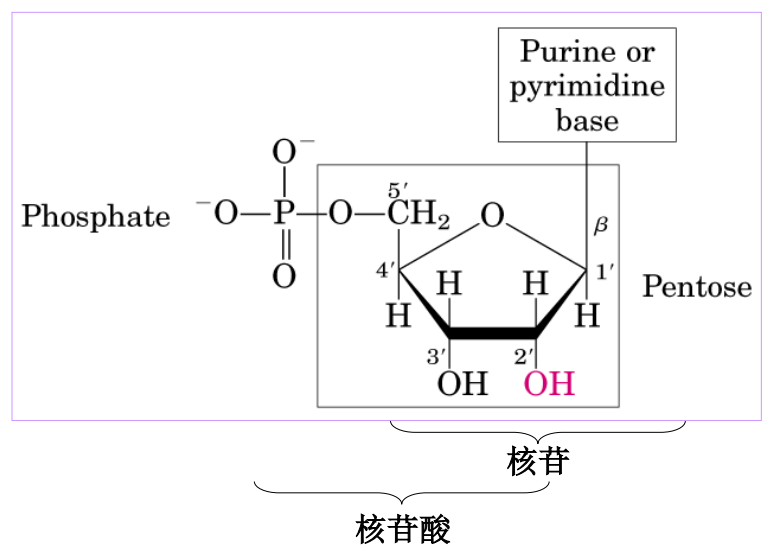 Purine or
pyrimidine
base
O⁻
5′
Phosphate ⁻O—P—O—CH₂ O β
4′ H H 1′
O Pentose
H H
3′ 2′
OH OH
核苷
核苷酸